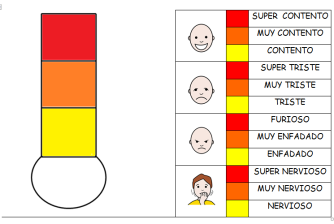 SUPER CONTENTO
MUY CONTENTO
CONTENTO
SUPER TRISTE
MUY TRISTE
TRISTE
FURIOSO
MUY ENFADADO
ENFADADO
SUPER NERVIOSO
MUY NERVIOSO
NERVIOSO